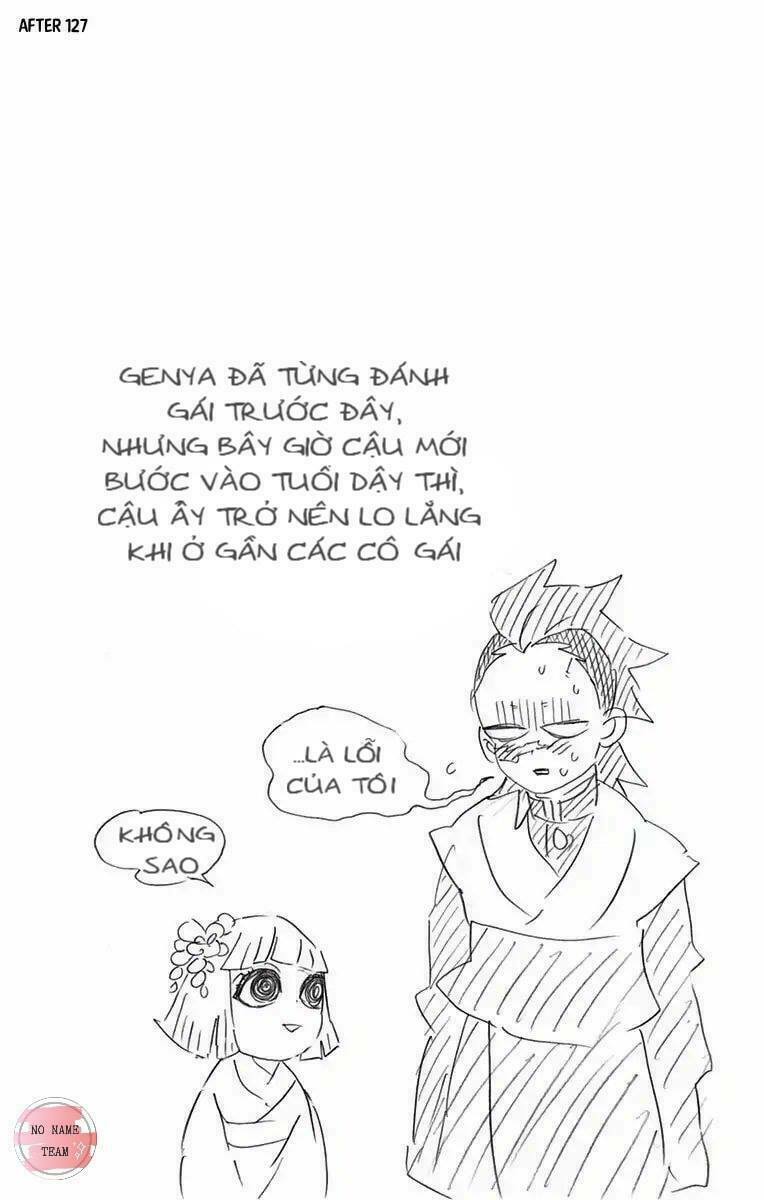 AFTER 127
GENYA ĐÃ TỪNG ĐÁNH
GÁI TRƯỚC ĐÂY,
NHƯNG BÂY GIỜ CẬU MỚI
BƯỚC VÀO TUỔI DẬY THÌ,
CẬU ẤY TRỞ NÊN LO LẮNG
KHI Ở GẦN CÁC CÔ GÁI
...LÀ LỖI
CỦA TÔI
KHÔNG
SAO
NO NAME
TEAM